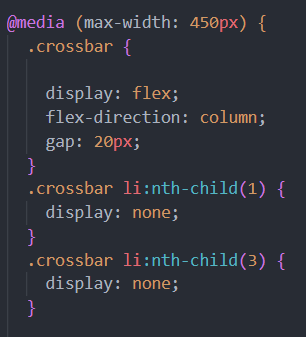 @media (max-width: 450px) {
.crossbar {
display: flex;
flex-direction: column;
gap: 20px;
}
.crossbar li:nth-child(1) {
display: none;
}
.crossbar li:nth-child(3) {
display: none;
}